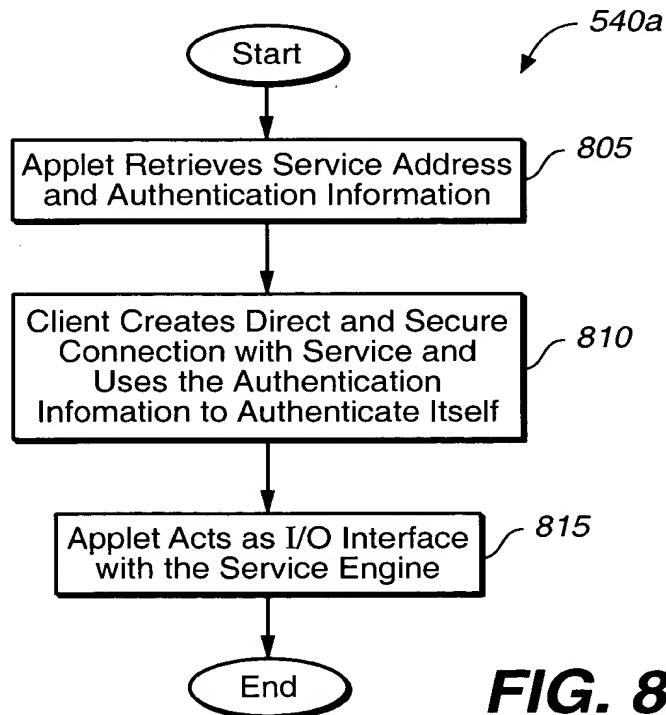 540a
Start
Applet Retrieves Service Address
and Authentication Information
805
Client Creates Direct and Secure
Connection with Service and
Uses the Authentication
Infomation to Authenticate Itself
810
Applet Acts as I/O Interface
with the Service Engine
815
End
FIG. 8